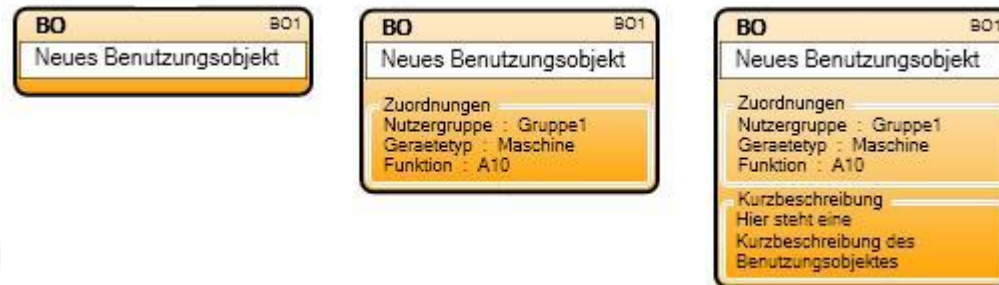 BO BO1
Neues Benutzungsobjekt
BO BO1
Neues Benutzungsobjekt
Zuordnungen
Nutzergruppe : Gruppe1
Geraetetyp : Maschine
Funktion : A10
BO BO1
Neues Benutzungsobjekt
Zuordnungen
Nutzergruppe : Gruppe1
Geraetetyp : Maschine
Funktion : A10
Kurzbeschreibung
Hier steht eine
Kurzbeschreibung des
Benutzungsobjektes